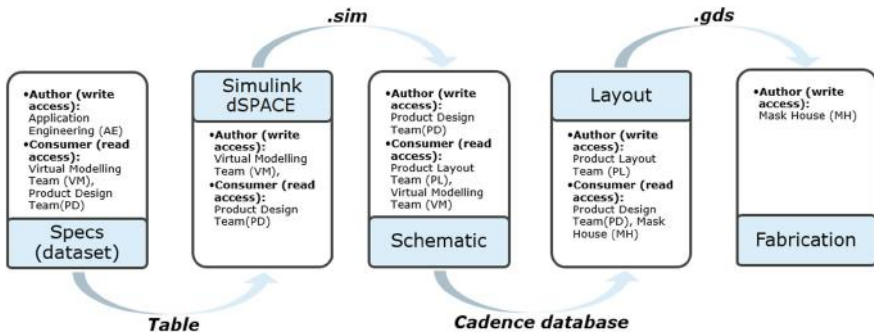 .sim
.gds
•Author (write
access):
Application
Engineering (AE)
•Consumer (read
access):
Virtual Modelling
Team (VM),
Product Design
Team(PD)
Specs
(dataset)
Simulink
dSPACE
•Author (write
access):
Virtual Modelling
Team (VM),
•Consumer (read
access):
Product Design
Team(PD)
•Author (write
access):
Product Design
Team(PD)
•Consumer (read
access):
Product Layout
Team (PL),
Virtual Modelling
Team (VM)
Schematic
Layout
•Author (write
access):
Product Layout
Team (PL)
•Consumer (read
access):
Product Design
Team(PD), Mask
House (MH)
•Author (write
access):
Mask House (MH)
Fabrication
Table
Cadence database